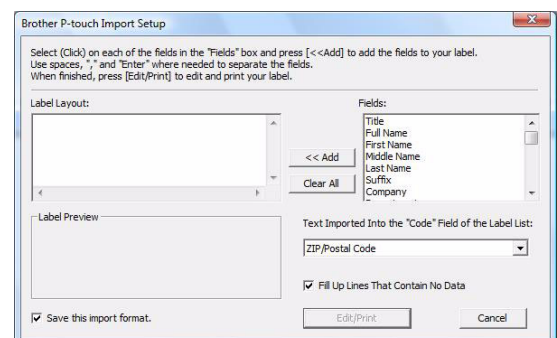 Brother P-touch Import Setup
Select (Click) on each of the fields in the "Fields" box and press [<<Add] to add the fields to your label.
Use spaces, "," and "Enter" where needed to separate the fields.
When finished, press [Edit/Print] to edit and print your label.
Label Layout:
Fields:
Title
Full Name
First Name
Middle Name
Last Name
Suffix
Company
<< Add
Clear All
Label Preview
Text Imported Into the "Code" Field of the Label List:
ZIP/Postal Code
Fill Up Lines That Contain No Data
Save this import format.
Edit/Print
Cancel